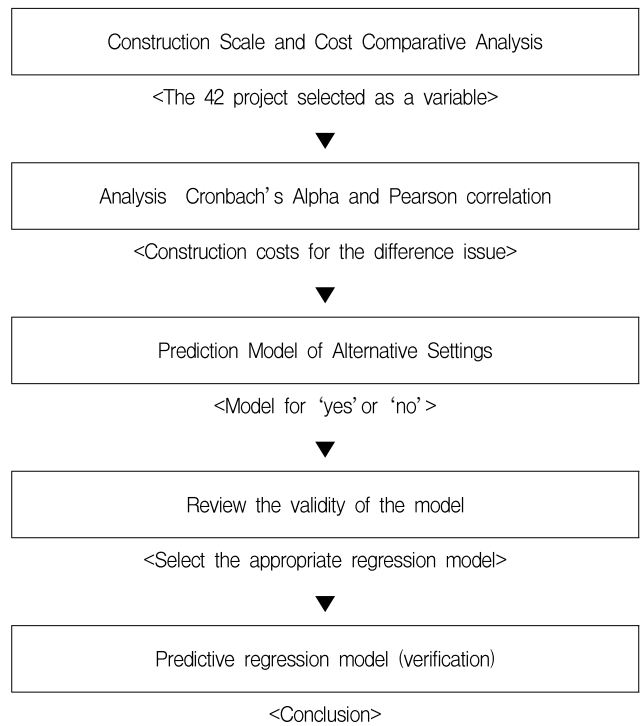 Construction Scale and Cost Comparative Analysis
<The 42 project selected as a variable>
▼
Analysis Cronbach's Alpha and Pearson correlation
<Construction costs for the difference issue>
▼
Prediction Model of Alternative Settings
<Model for ‘yes’ or ‘no’>
▼
Review the validity of the model
<Select the appropriate regression model>
▼
Predictive regression model (verification)
<Conclusion>